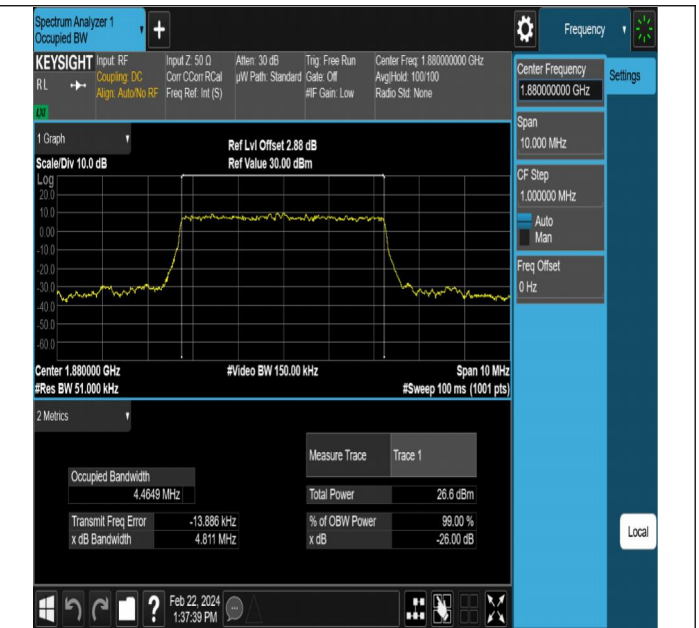 Spectrum Analyzer 1
Occupied BW
+
Frequency
KEYSIGHT
RL
Input: RF
Coupling: DC
Align: Auto/No RF
Input Z: 50 Ω
Corr CCorr RCal
Freq Ref: Int (S)
Atten: 30 dB
µW Path: Standard
Trig: Free Run
Gate: Off
#IF Gain: Low
Center Freq: 1.880000000 GHz
Avg|Hold: 100/100
Radio Std: None
Center Frequency
1.880000000 GHz
Settings
Span
10.000 MHz
CF Step
1.000000 MHz
Auto
Man
Freq Offset
0 Hz
Local
1 Graph
Scale/Div 10.0 dB
Ref Lvl Offset 2.88 dB
Ref Value 30.00 dBm
Log
20.0
10.0
0.00
-10.0
-20.0
-30.0
-40.0
-50.0
-60.0
Center 1.880000 GHz
#Video BW 150.00 kHz
Span 10 MHz
#Res BW 51.000 kHz
#Sweep 100 ms (1001 pts)
2 Metrics
Measure Trace
Trace 1
Occupied Bandwidth
4.4649 MHz
Total Power
26.6 dBm
Transmit Freq Error
-13.886 kHz
% of OBW Power
99.00 %
x dB Bandwidth
4.811 MHz
x dB
-26.00 dB
?
Feb 22, 2024
1:37:39 PM